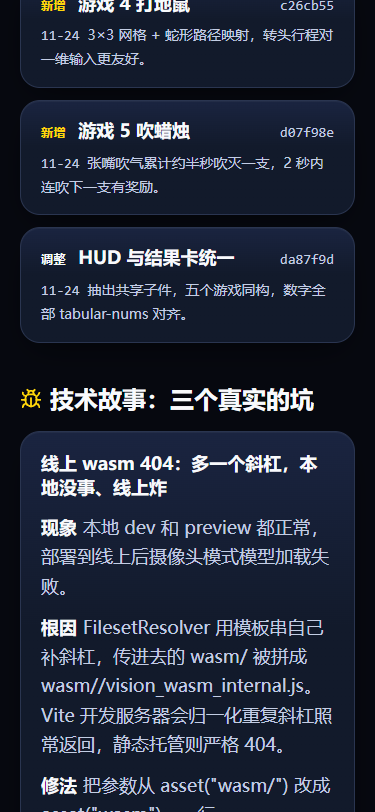 新增 游戏 4 打地鼠 c26cb55
11-24 3×3 网格 + 蛇形路径映射，转头行程对
一维输入更友好。
新增 游戏 5 吹蜡烛 d07f98e
11-24 张嘴吹气累计约半秒吹灭一支，2 秒内
连吹下一支有奖励。
调整 HUD 与结果卡统一 da87f9d
11-24 抽出共享子件，五个游戏同构，数字全
部 tabular-nums 对齐。
技术故事：三个真实的坑
线上 wasm 404：多一个斜杠，本
地没事、线上炸
现象 本地 dev 和 preview 都正常，
部署到线上后摄像头模式模型加载失
败。
根因 FilesetResolver 用模板串自己
补斜杠，传进去的 wasm/ 被拼成
wasm//vision_wasm_internal.js。
Vite 开发服务器会归一化重复斜杠照
常返回，静态托管则严格 404。
修法 把参数从 asset("wasm/") 改成
asset("wasm")，一行